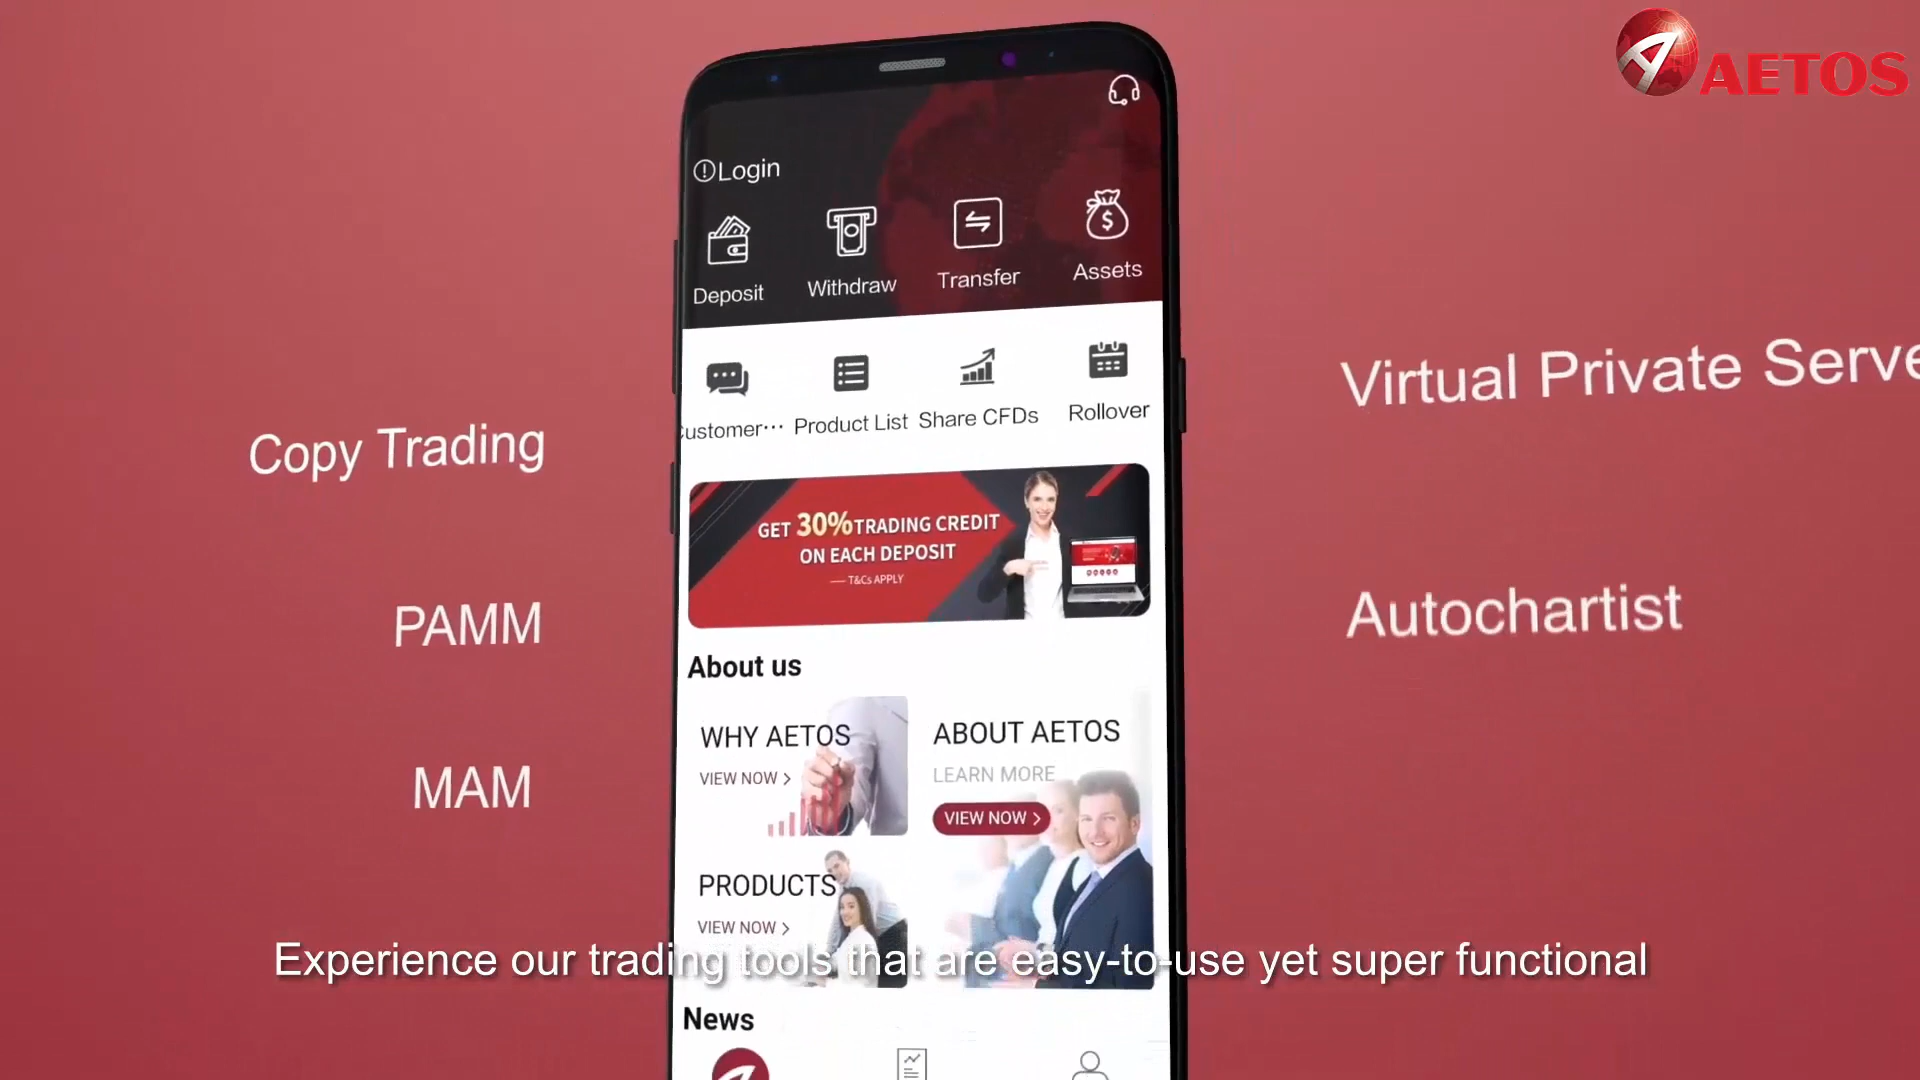 AETOS
Login
Deposit
Withdraw
Transfer
Assets
ustomer···
Product List
Share CFDs
Rollover
Copy Trading
PAMM
MAM
Virtual Private Serve
Autochartist
GET 30% TRADING CREDIT
ON EACH DEPOSIT
T&Cs APPLY
About us
WHY AETOS
VIEW NOW >
ABOUT AETOS
LEARN MORE
VIEW NOW >
PRODUCTS
VIEW NOW >
Experience our trading tools that are easy-to-use yet super functional
News